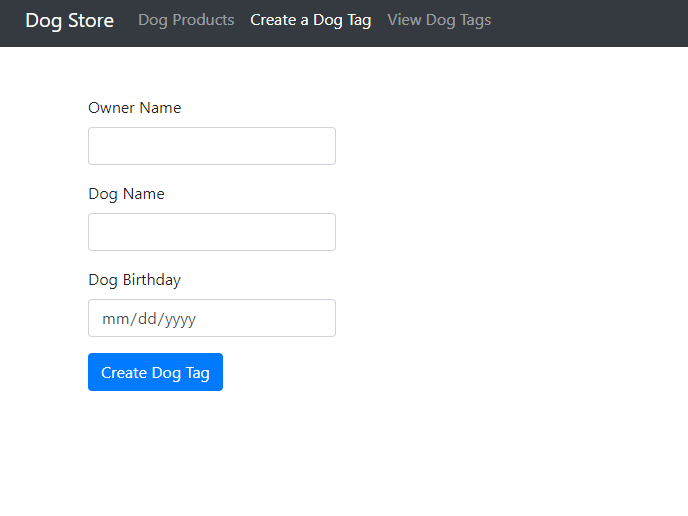 Dog Store Dog Products Create a Dog Tag View Dog Tags
Owner Name
Dog Name
Dog Birthday
mm/dd/yyyy
Create Dog Tag